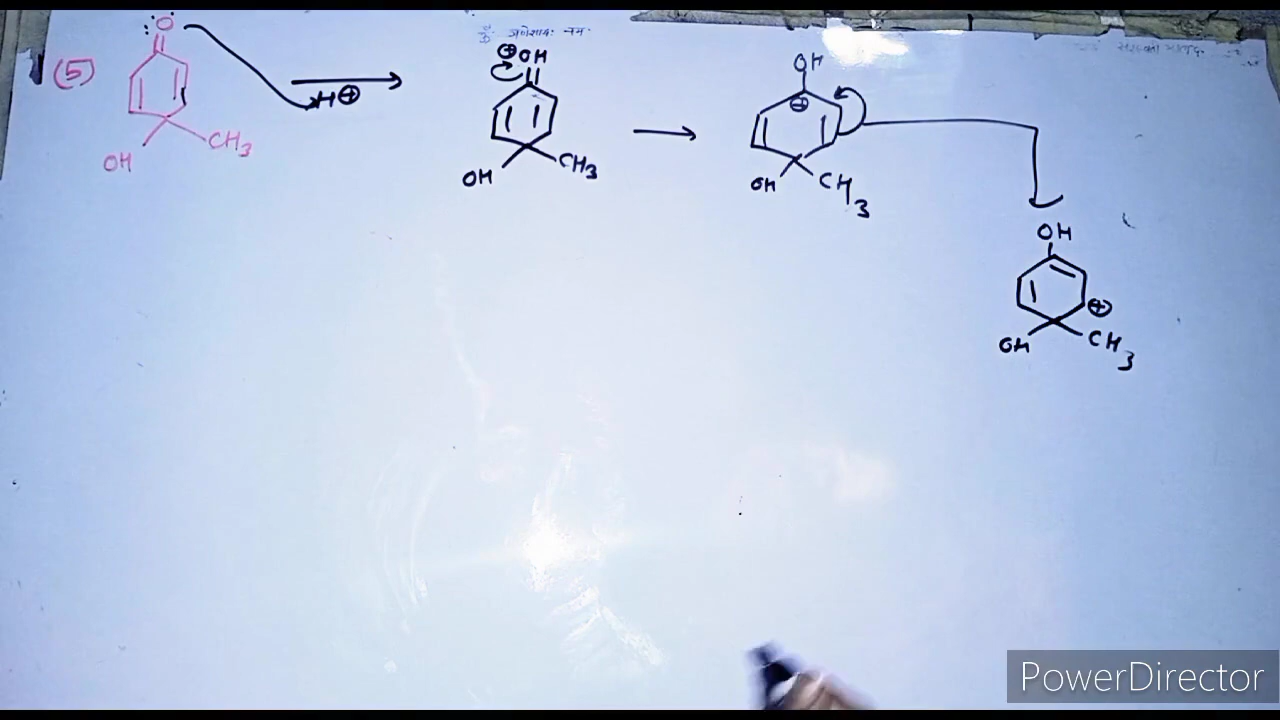 (5)
:Ö
OH
CH3
H⊕
⊕OH
OH
CH3
OH
⊕
OH
CH3
OH
⊕
OH
CH3
PowerDirector